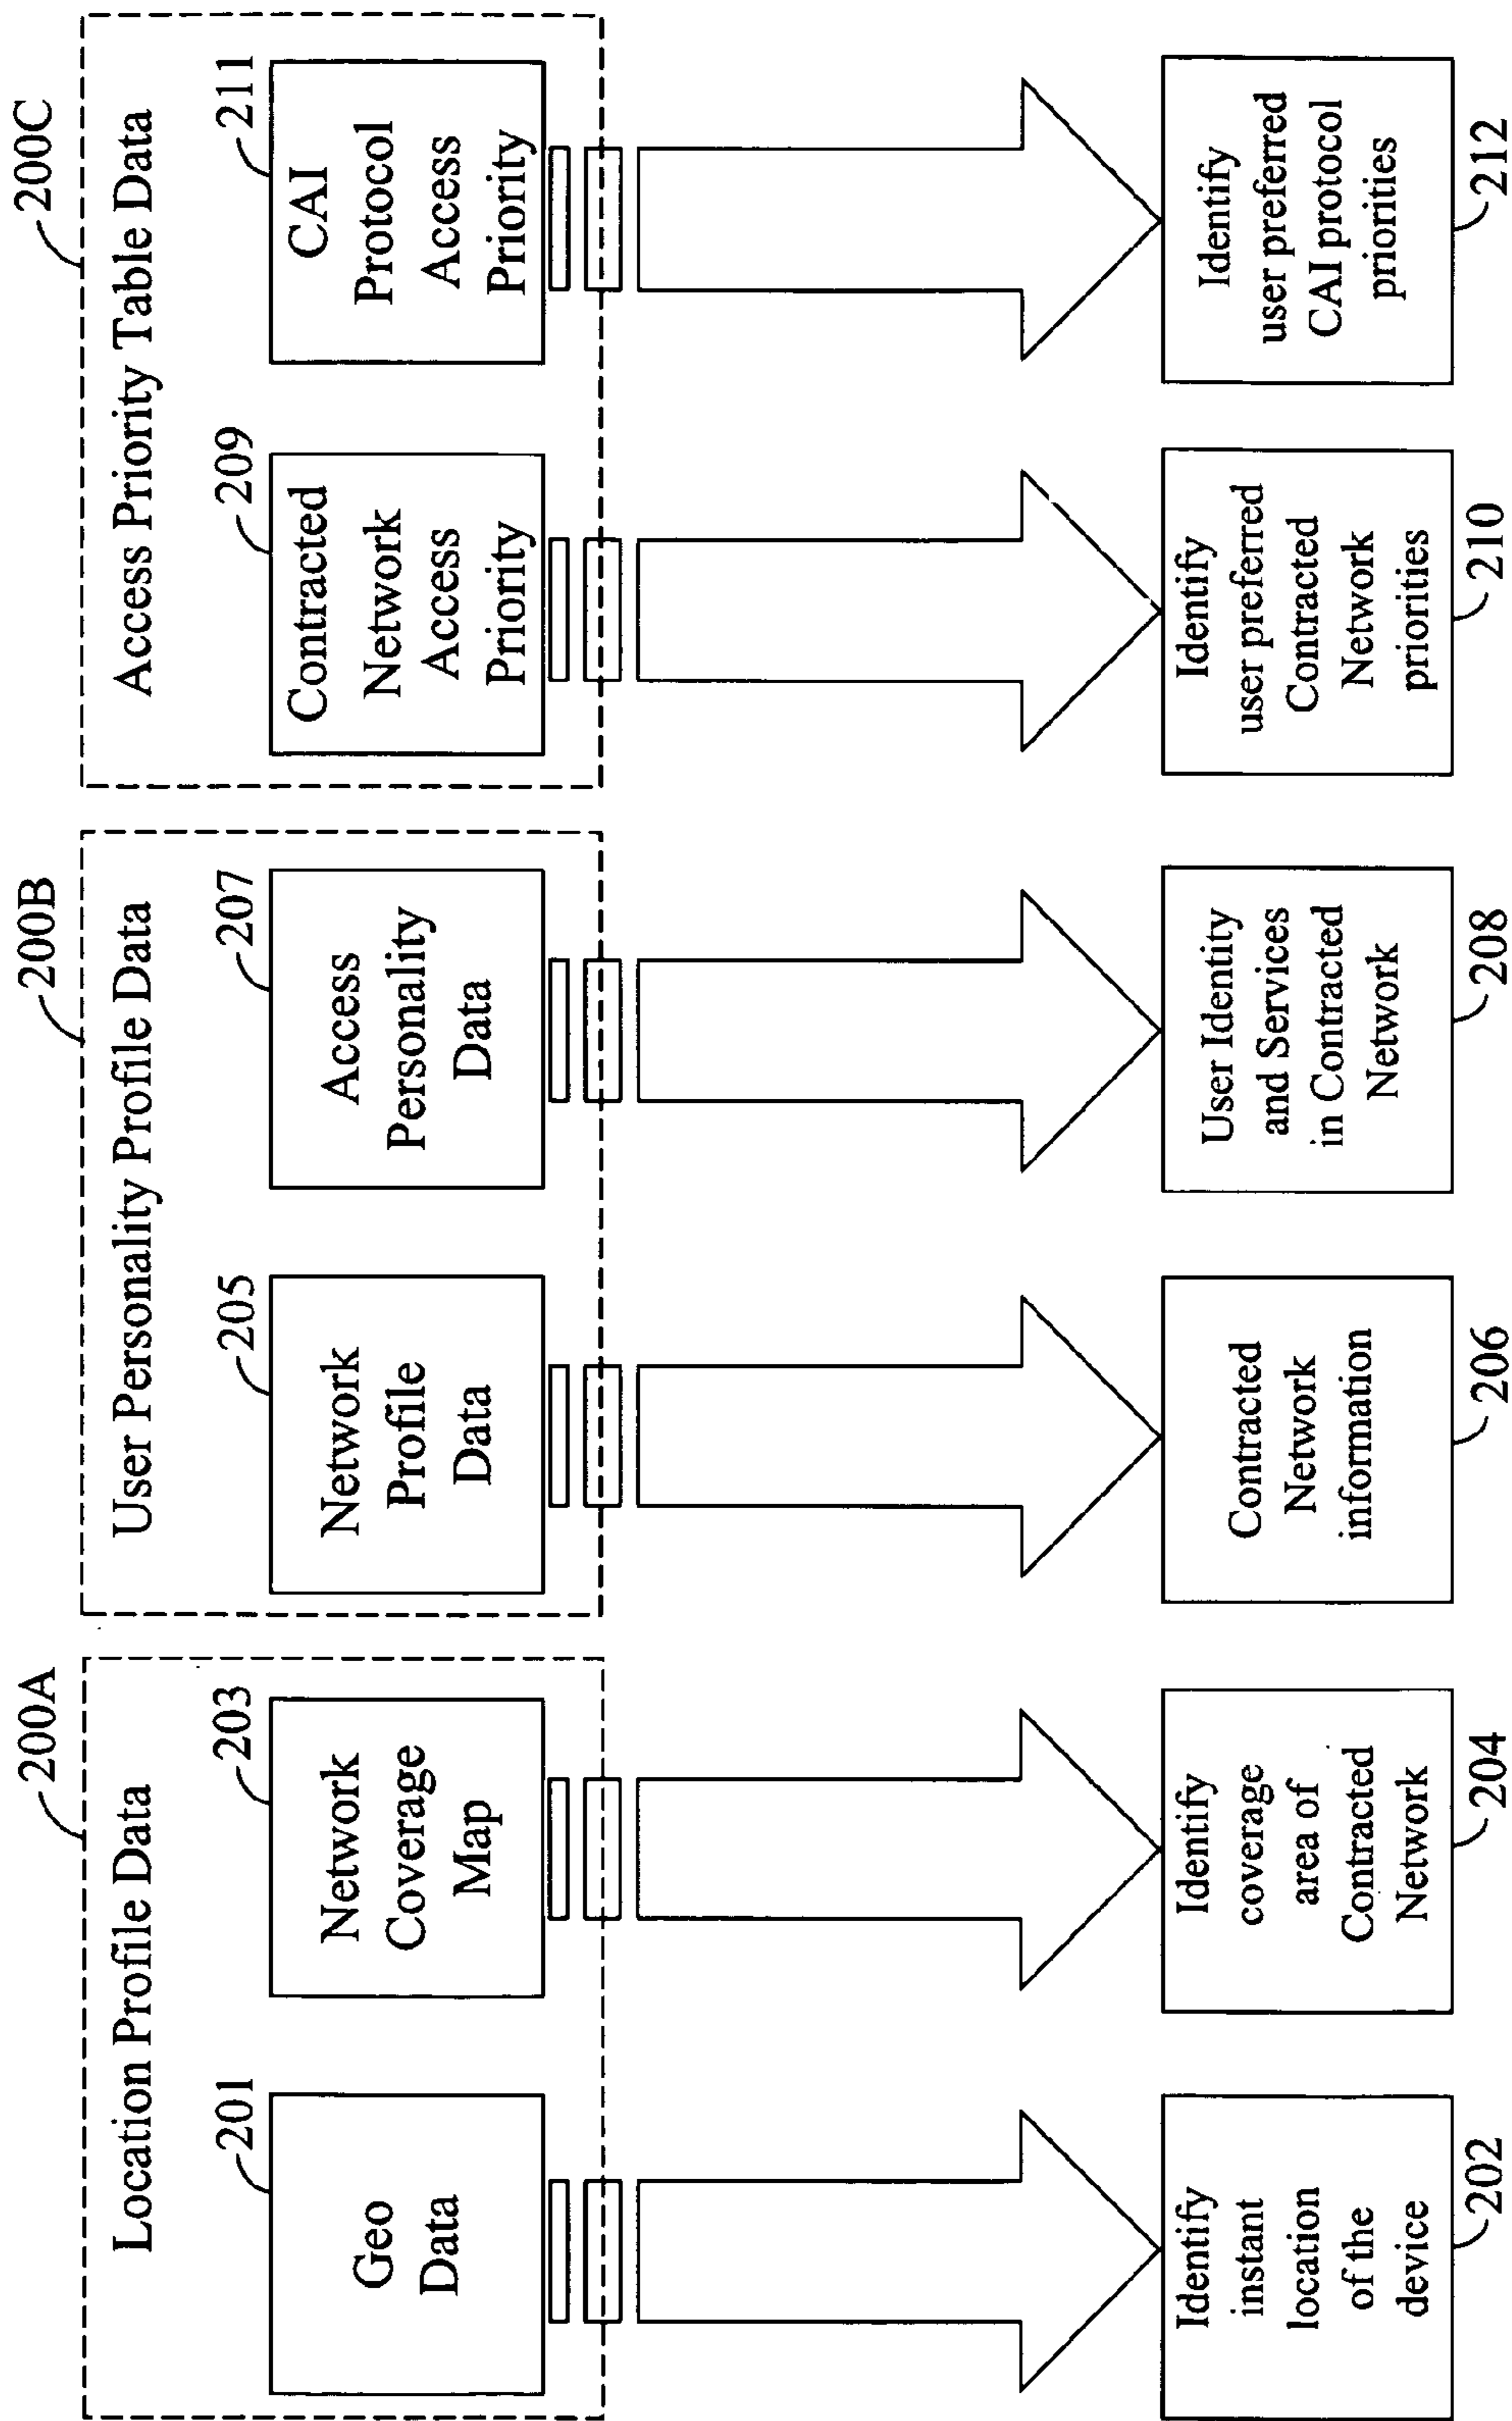 200A
Location Profile Data
201
Geo
Data
203
Network
Coverage
Map
Identify
instant
location
of the
device
202
Identify
coverage
area of
Contracted
Network
204
200B
User Personality Profile Data
205
Network
Profile
Data
207
Access
Personality
Data
Contracted
Network
information
206
User Identity
and Services
in Contracted
Network
208
200C
Access Priority Table Data
209
Contracted
Network
Access
Priority
211
CAI
Protocol
Access
Priority
Identify
user preferred
Contracted
Network
priorities
210
Identify
user preferred
CAI protocol
priorities
212